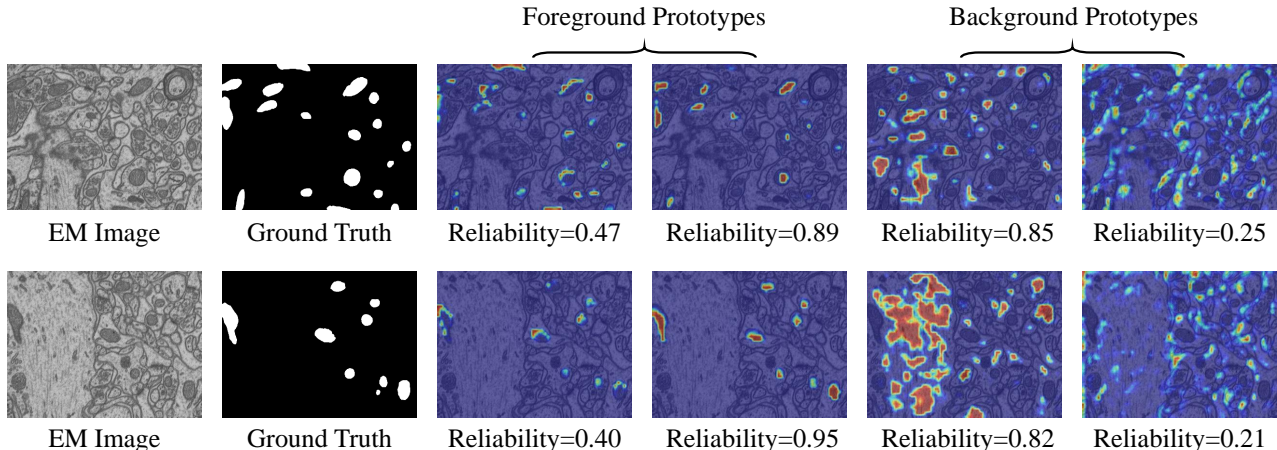 Foreground Prototypes Background Prototypes
EM Image Ground Truth Reliability=0.47 Reliability=0.89 Reliability=0.85 Reliability=0.25
EM Image Ground Truth Reliability=0.40 Reliability=0.95 Reliability=0.82 Reliability=0.21